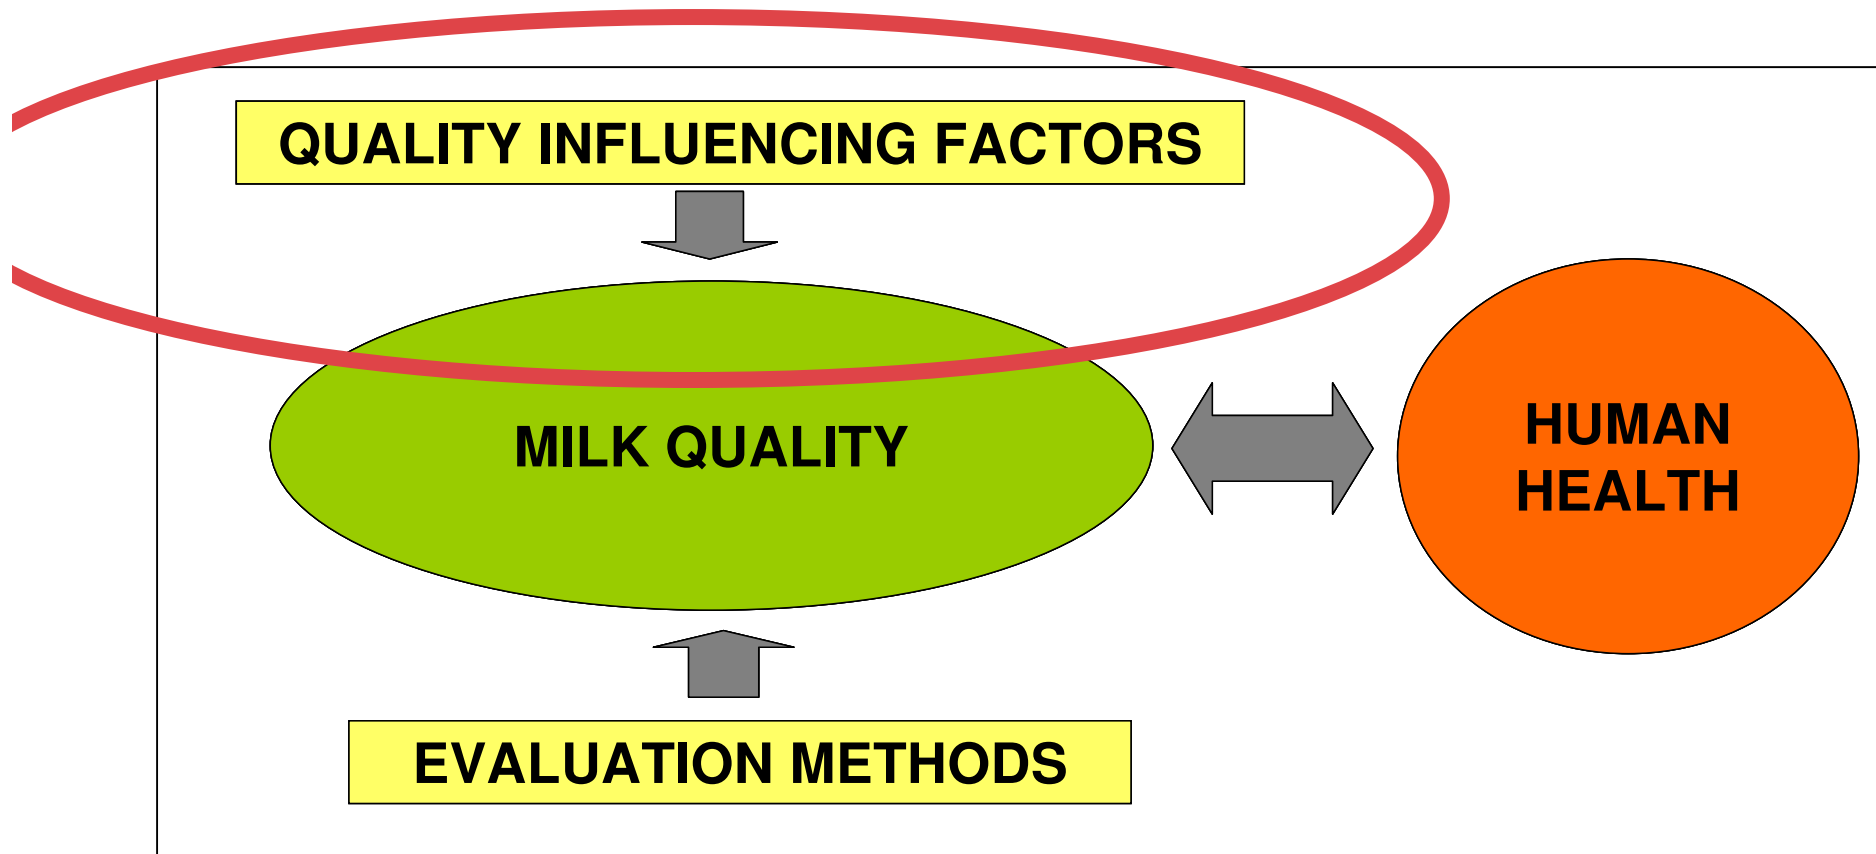 QUALITY INFLUENCING FACTORS
MILK QUALITY
HUMAN
HEALTH
EVALUATION METHODS